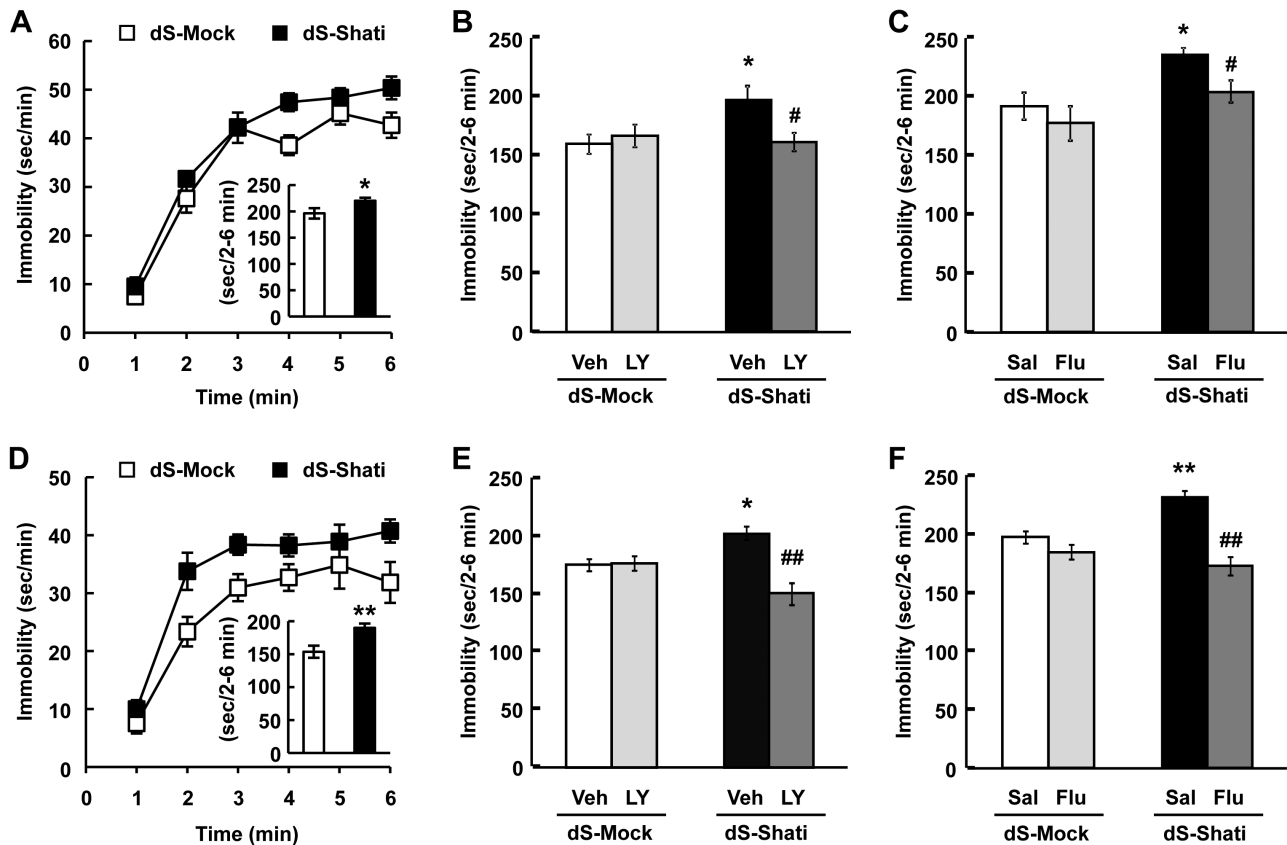 A
dS-Mock dS-Shati
Immobility (sec/min)
60
50
40
30
20
10
0
0 1 2 3 4 5 6
Time (min)
(sec/2-6 min)
250
200
150
100
50
0
*
B
Immobility (sec/2-6 min)
250
200
150
100
50
0
*
#
Veh LY Veh LY
dS-Mock dS-Shati
C
Immobility (sec/2-6 min)
250
200
150
100
50
0
*
#
Sal Flu Sal Flu
dS-Mock dS-Shati
D
dS-Mock dS-Shati
Immobility (sec/min)
50
40
30
20
10
0
0 1 2 3 4 5 6
Time (min)
(sec/2-6 min)
200
150
100
50
0
**
E
Immobility (sec/2-6 min)
250
200
150
100
50
0
*
##
Veh LY Veh LY
dS-Mock dS-Shati
F
Immobility (sec/2-6 min)
250
200
150
100
50
0
**
##
Sal Flu Sal Flu
dS-Mock dS-Shati